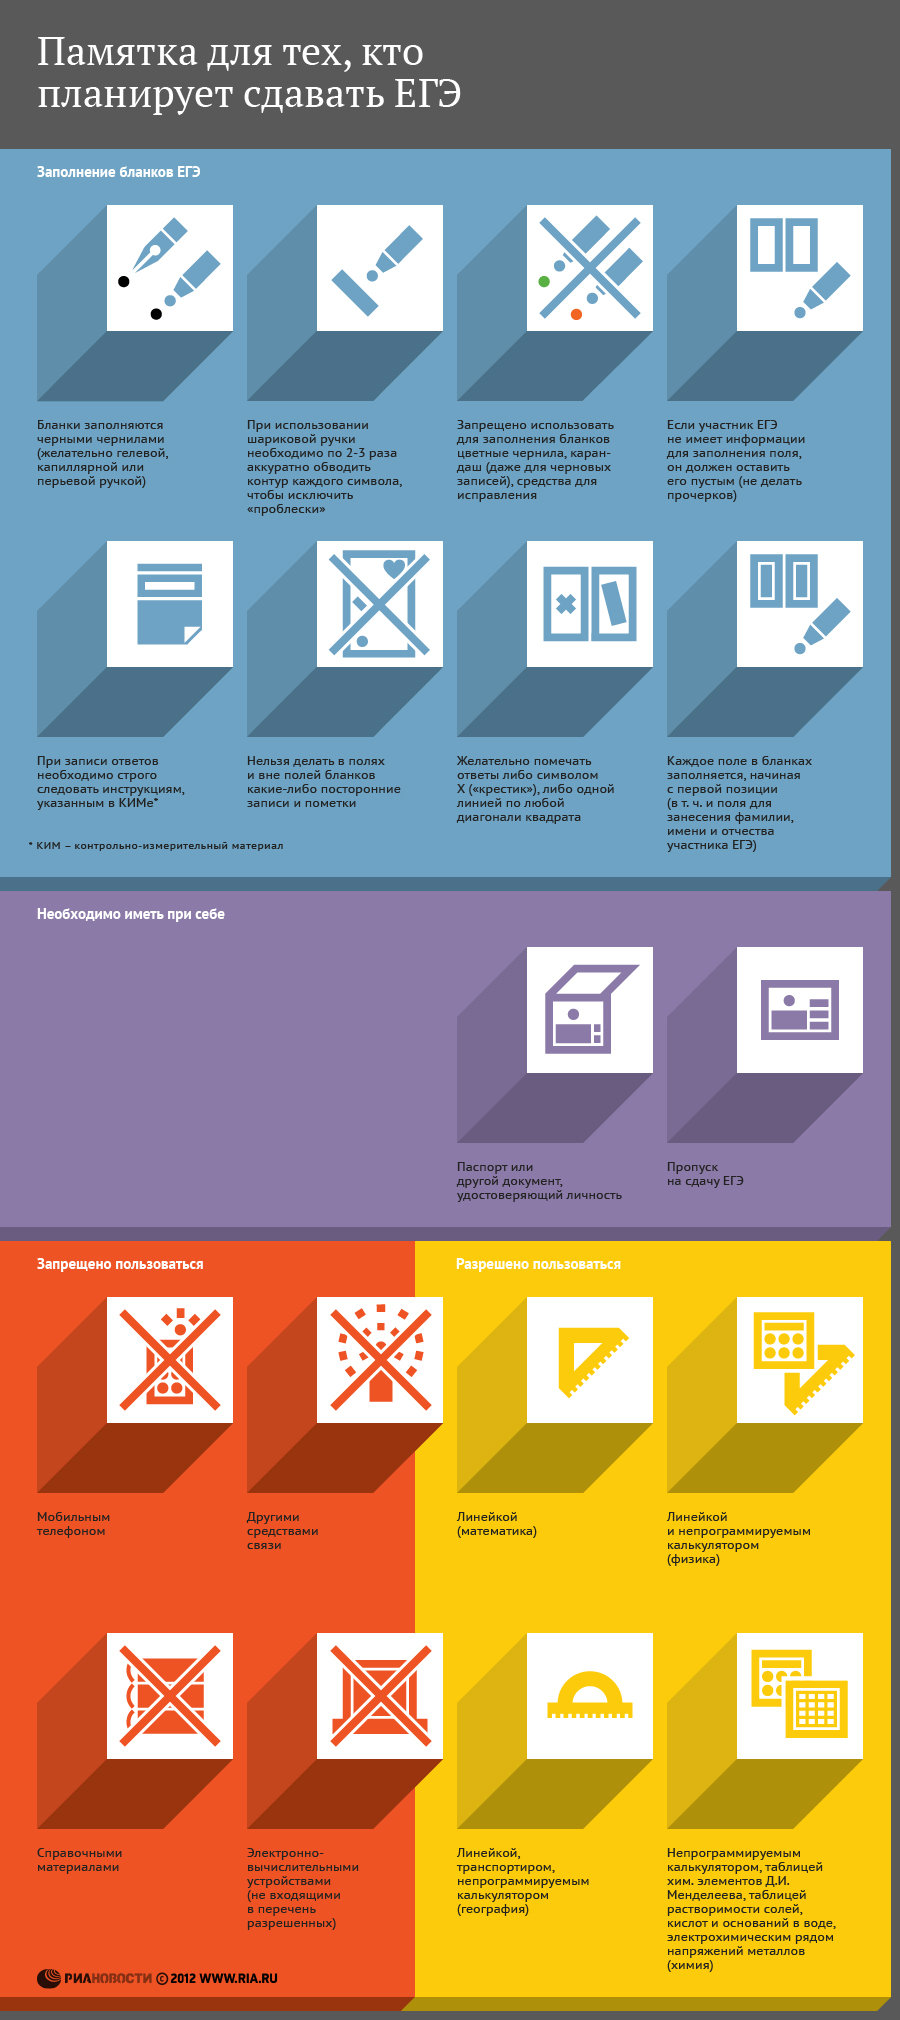 Памятка для тех, кто
планирует сдавать ЕГЭ
Заполнение бланков ЕГЭ
Бланки заполняются
черными чернилами
(желательно гелевой,
капиллярной или
перьевой ручкой)
При использовании
шариковой ручки
необходимо по 2-3 раза
аккуратно обводить
контур каждого символа,
чтобы исключить
«проблески»
Запрещено использовать
для заполнения бланков
цветные чернила, каран-
даш (даже для черновых
записей), средства для
исправления
Если участник ЕГЭ
не имеет информации
для заполнения поля,
он должен оставить
его пустым (не делать
прочерков)
При записи ответов
необходимо строго
следовать инструкциям,
указанным в КИМе*
Нельзя делать в полях
и вне полей бланков
какие-либо посторонние
записи и пометки
Желательно помечать
ответы либо символом
X («крестик»), либо одной
линией по любой
диагонали квадрата
Каждое поле в бланках
заполняется, начиная
с первой позиции
(в т. ч. и поля для
занесения фамилии,
имени и отчества
участника ЕГЭ)
* КИМ – контрольно-измерительный материал
Необходимо иметь при себе
Паспорт или
другой документ,
удостоверяющий личность
Пропуск
на сдачу ЕГЭ
Запрещено пользоваться
Мобильным
телефоном
Другими
средствами
связи
Справочными
материалами
Электронно-
вычислительными
устройствами
(не входящими
в перечень
разрешенных)
Разрешено пользоваться
Линейкой
(математика)
Линейкой
и непрограммируемым
калькулятором
(физика)
Линейкой,
транспортиром,
непрограммируемым
калькулятором
(география)
Непрограммируемым
калькулятором, таблицей
хим. элементов Д.И.
Менделеева, таблицей
растворимости солей,
кислот и оснований в воде,
электрохимическим рядом
напряжений металлов
(химия)
РИАНОВОСТИ © 2012 WWW.RIA.RU